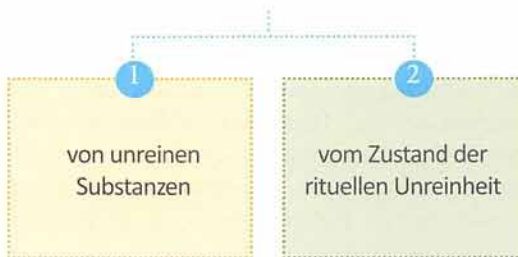 1
von unreinen
Substanzen
2
vom Zustand der
rituellen Unreinheit